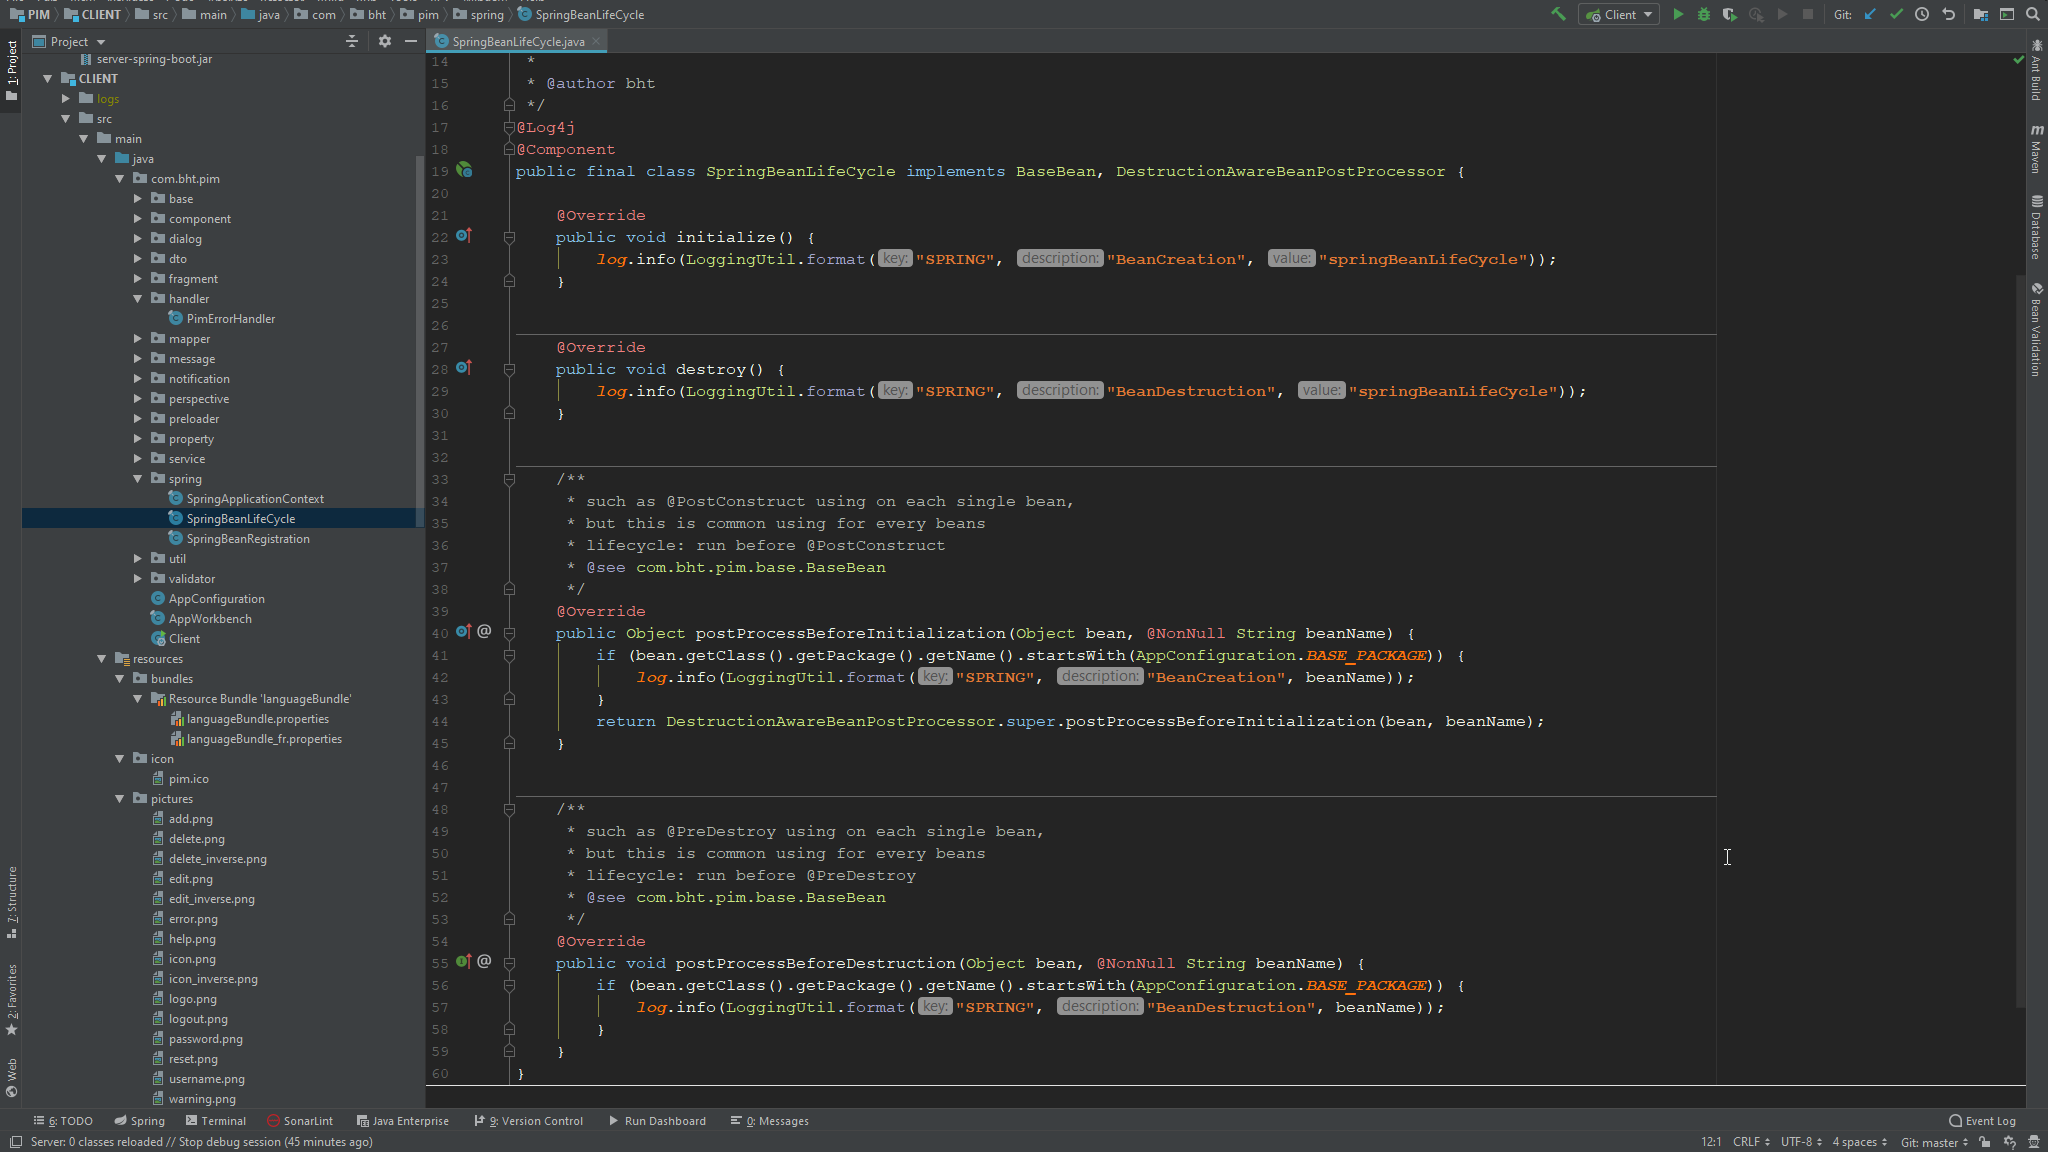 PIM CLIENT src main java com bht pim spring SpringBeanLifeCycle Client Git:
1: Project
Project
server-spring-boot.jar
CLIENT
logs
src
main
java
com.bht.pim
base
component
dialog
dto
fragment
handler
PimErrorHandler
mapper
message
notification
perspective
preloader
property
service
spring
SpringApplicationContext
SpringBeanLifeCycle
SpringBeanRegistration
util
validator
AppConfiguration
AppWorkbench
Client
resources
bundles
Resource Bundle 'languageBundle'
languageBundle.properties
languageBundle_fr.properties
icon
pim.ico
pictures
add.png
delete.png
delete_inverse.png
edit.png
edit_inverse.png
error.png
help.png
icon.png
icon_inverse.png
logo.png
logout.png
password.png
reset.png
username.png
warning.png
7: Structure
2: Favorites
Web
SpringBeanLifeCycle.java
14 *
15 * @author bht
16 */
17 @Log4j
18 @Component
19 public final class SpringBeanLifeCycle implements BaseBean, DestructionAwareBeanPostProcessor {
20
21 @Override
22 public void initialize() {
23 log.info(LoggingUtil.format( key: "SPRING", description: "BeanCreation", value: "springBeanLifeCycle"));
24 }
25
26
27 @Override
28 public void destroy() {
29 log.info(LoggingUtil.format( key: "SPRING", description: "BeanDestruction", value: "springBeanLifeCycle"));
30 }
31
32
33 /**
34 * such as @PostConstruct using on each single bean,
35 * but this is common using for every beans
36 * lifecycle: run before @PostConstruct
37 * @see com.bht.pim.base.BaseBean
38 */
39 @Override
40 @ public Object postProcessBeforeInitialization(Object bean, @NonNull String beanName) {
41 if (bean.getClass().getPackage().getName().startsWith(AppConfiguration.BASE_PACKAGE)) {
42 log.info(LoggingUtil.format( key: "SPRING", description: "BeanCreation", beanName));
43 }
44 return DestructionAwareBeanPostProcessor.super.postProcessBeforeInitialization(bean, beanName);
45 }
46
47
48 /**
49 * such as @PreDestroy using on each single bean,
50 * but this is common using for every beans
51 * lifecycle: run before @PreDestroy
52 * @see com.bht.pim.base.BaseBean
53 */
54 @Override
55 @ public void postProcessBeforeDestruction(Object bean, @NonNull String beanName) {
56 if (bean.getClass().getPackage().getName().startsWith(AppConfiguration.BASE_PACKAGE)) {
57 log.info(LoggingUtil.format( key: "SPRING", description: "BeanDestruction", beanName));
58 }
59 }
60 }
Ant Build
m Maven
Database
Bean Validation
6: TODO Spring Terminal SonarLint Java Enterprise 9: Version Control Run Dashboard 0: Messages Event Log
Server: 0 classes reloaded // Stop debug session (45 minutes ago) 12:1 CRLF UTF-8 4 spaces Git: master